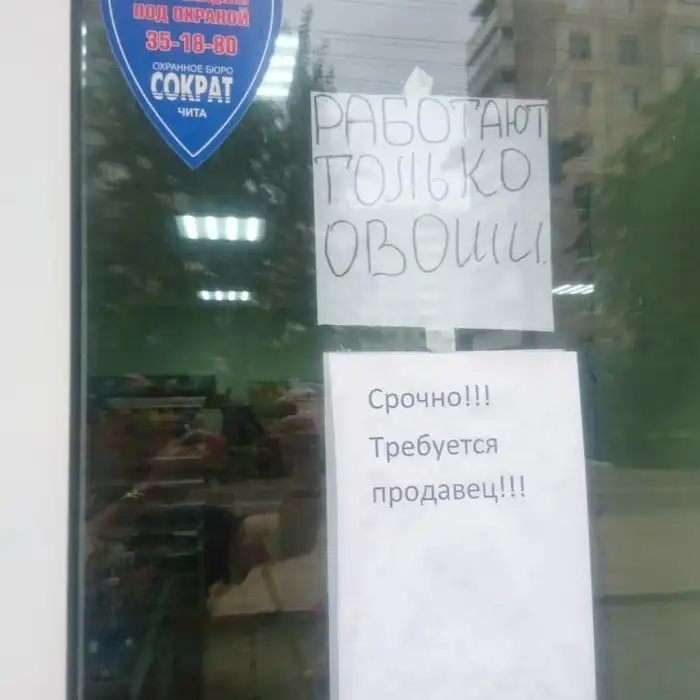 ПОД ОХРАНОЙ
35-18-80
ОХРАННОЕ БЮРО
СОКРАТ
ЧИТА
РАБОТАЮТ
ТОЛЬКО
ОВОЩИ.
Срочно!!!
Требуется
продавец!!!